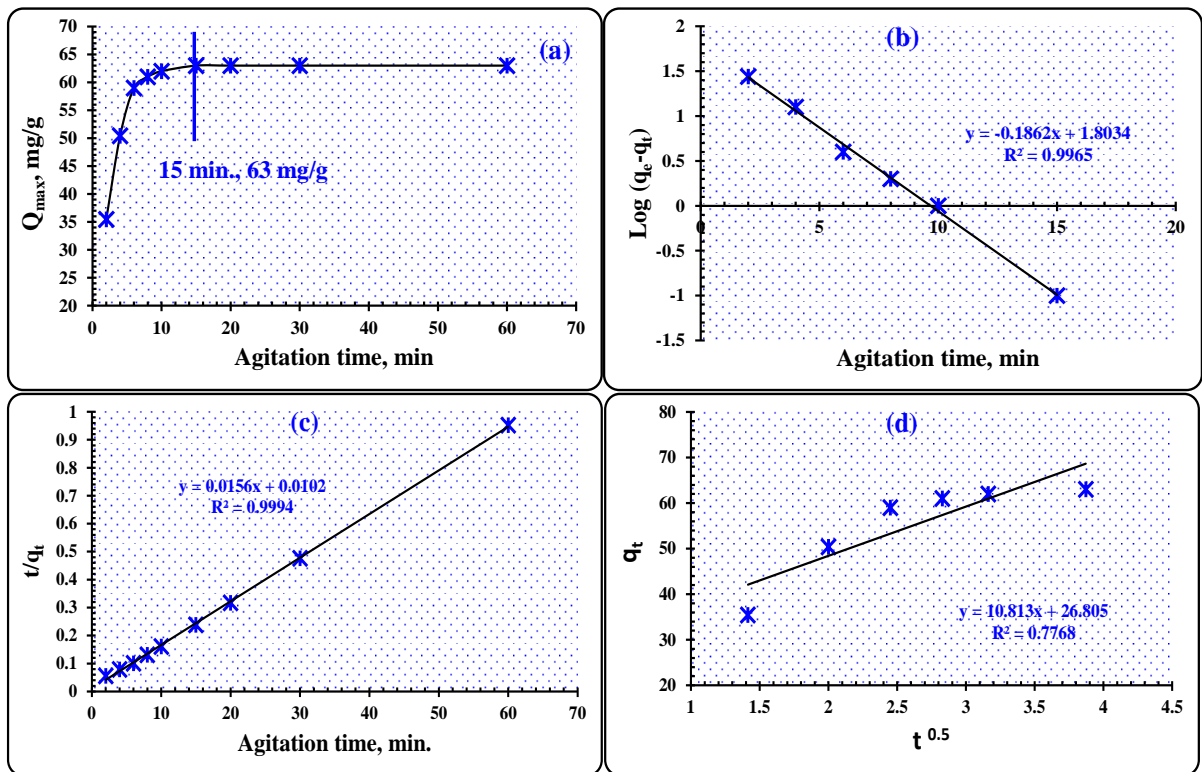 (a)
Q_max, mg/g
70
65
60
55
50
45
40
35
30
25
20
15 min., 63 mg/g
0 10 20 30 40 50 60 70
Agitation time, min
(b)
Log (q_e-q_t)
2
1.5
1
0.5
0
-0.5
-1
-1.5
y = -0.1862x + 1.8034
R² = 0.9965
0 5 10 15 20
Agitation time, min
(c)
t/q_t
1
0.9
0.8
0.7
0.6
0.5
0.4
0.3
0.2
0.1
0
y = 0.0156x + 0.0102
R² = 0.9994
0 10 20 30 40 50 60 70
Agitation time, min.
(d)
q_t
80
70
60
50
40
30
20
y = 10.813x + 26.805
R² = 0.7768
1 1.5 2 2.5 3 3.5 4 4.5
t ^0.5